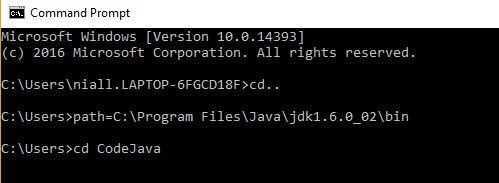 Command Prompt
Microsoft Windows [Version 10.0.14393]
(c) 2016 Microsoft Corporation. All rights reserved.
C:\Users\niall.LAPTOP-6FGCD18F>cd..
C:\Users>path=C:\Program Files\Java\jdk1.6.0_02\bin
C:\Users>cd CodeJava